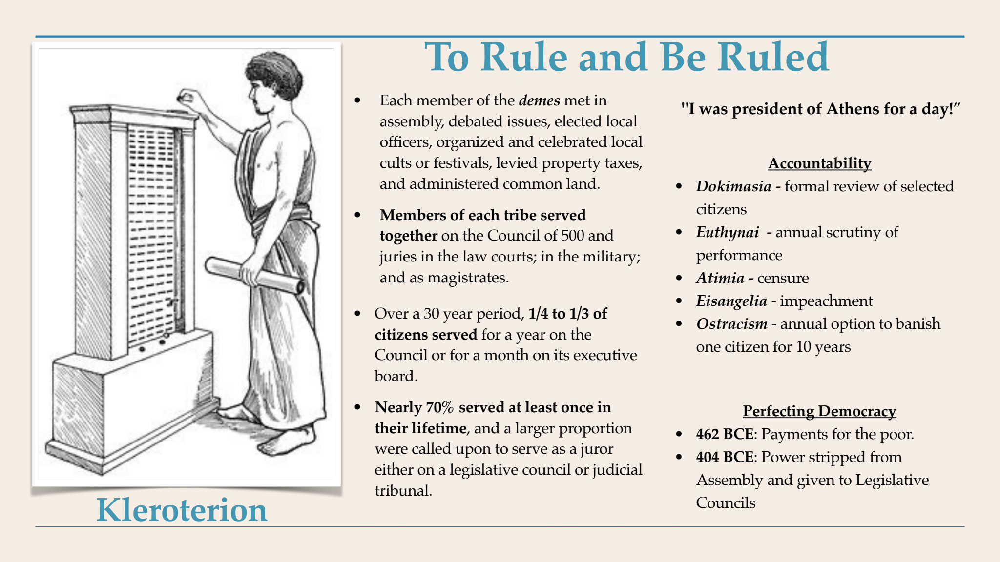 To Rule and Be Ruled
• Each member of the demes met in
assembly, debated issues, elected local
officers, organized and celebrated local
cults or festivals, levied property taxes,
and administered common land.
• Members of each tribe served
together on the Council of 500 and
juries in the law courts; in the military;
and as magistrates.
• Over a 30 year period, 1/4 to 1/3 of
citizens served for a year on the
Council or for a month on its executive
board.
• Nearly 70% served at least once in
their lifetime, and a larger proportion
were called upon to serve as a juror
either on a legislative council or judicial
tribunal.
"I was president of Athens for a day!”
Accountability
• Dokimasia - formal review of selected
citizens
• Euthynai - annual scrutiny of
performance
• Atimia - censure
• Eisangelia - impeachment
• Ostracism - annual option to banish
one citizen for 10 years
Perfecting Democracy
• 462 BCE: Payments for the poor.
• 404 BCE: Power stripped from
Assembly and given to Legislative
Councils
Kleroterion